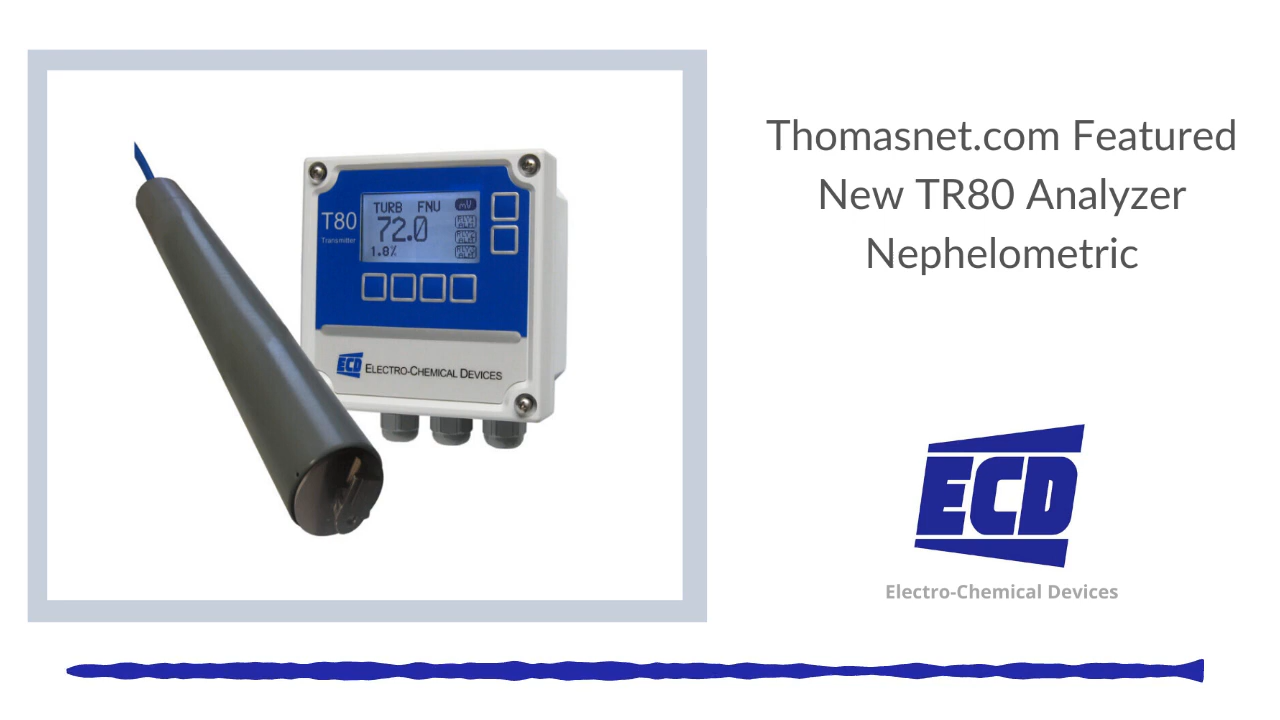 Thomasnet.com Featured
New TR80 Analyzer
Nephelometric
T80
Transmitter
TURB FNU mV
72.0
1.0%
ECD ELECTRO-CHEMICAL DEVICES
ECD
Electro-Chemical Devices